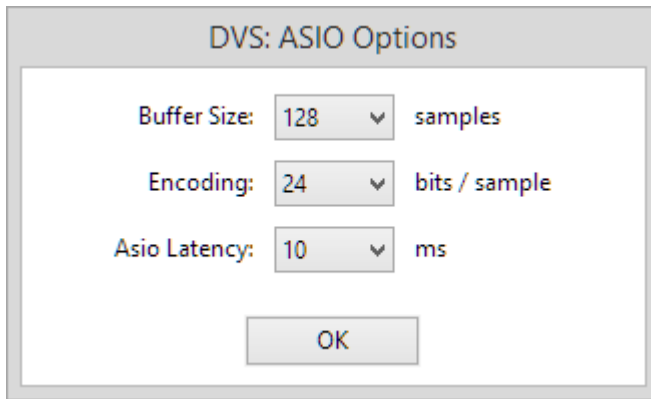 DVS: ASIO Options
Buffer Size: 128 samples
Encoding: 24 bits / sample
Asio Latency: 10 ms
OK